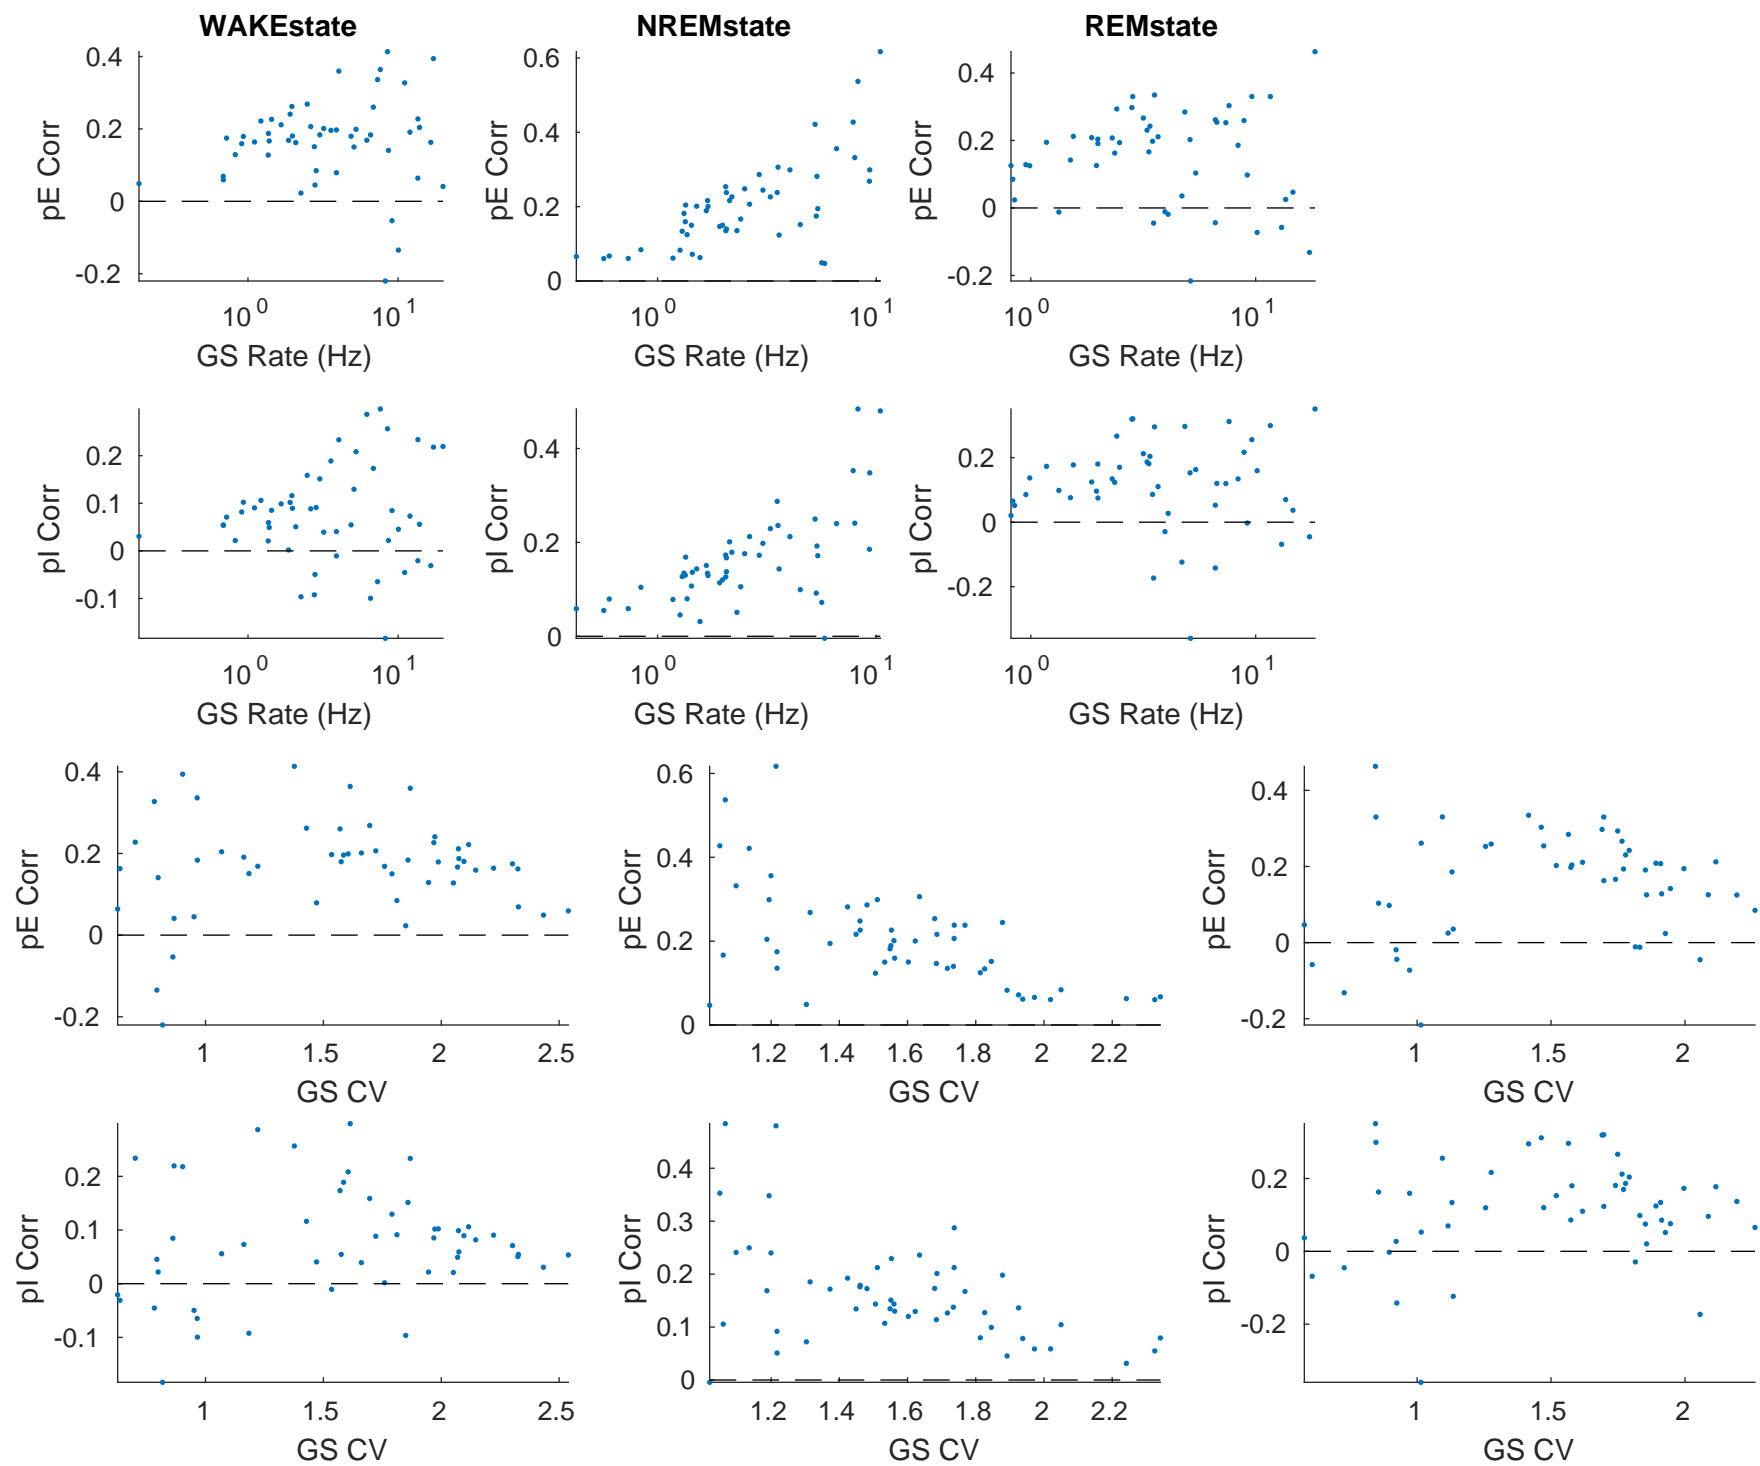 WAKEstate NREMstate REMstate
0.4 0.2 0 -0.2 pE Corr 10^0 10^1 GS Rate (Hz)
0.6 0.4 0.2 0 pE Corr 10^0 10^1 GS Rate (Hz)
0.4 0.2 0 -0.2 pE Corr 10^0 10^1 GS Rate (Hz)
0.2 0.1 0 -0.1 pI Corr 10^0 10^1 GS Rate (Hz)
0.4 0.2 0 pI Corr 10^0 10^1 GS Rate (Hz)
0.2 0 -0.2 pI Corr 10^0 10^1 GS Rate (Hz)
0.4 0.2 0 -0.2 pE Corr 1 1.5 2 2.5 GS CV
0.6 0.4 0.2 0 pE Corr 1.2 1.4 1.6 1.8 2 2.2 GS CV
0.4 0.2 0 -0.2 pE Corr 1 1.5 2 GS CV
0.2 0.1 0 -0.1 pI Corr 1 1.5 2 2.5 GS CV
0.4 0.3 0.2 0.1 0 pI Corr 1.2 1.4 1.6 1.8 2 2.2 GS CV
0.2 0 -0.2 pI Corr 1 1.5 2 GS CV